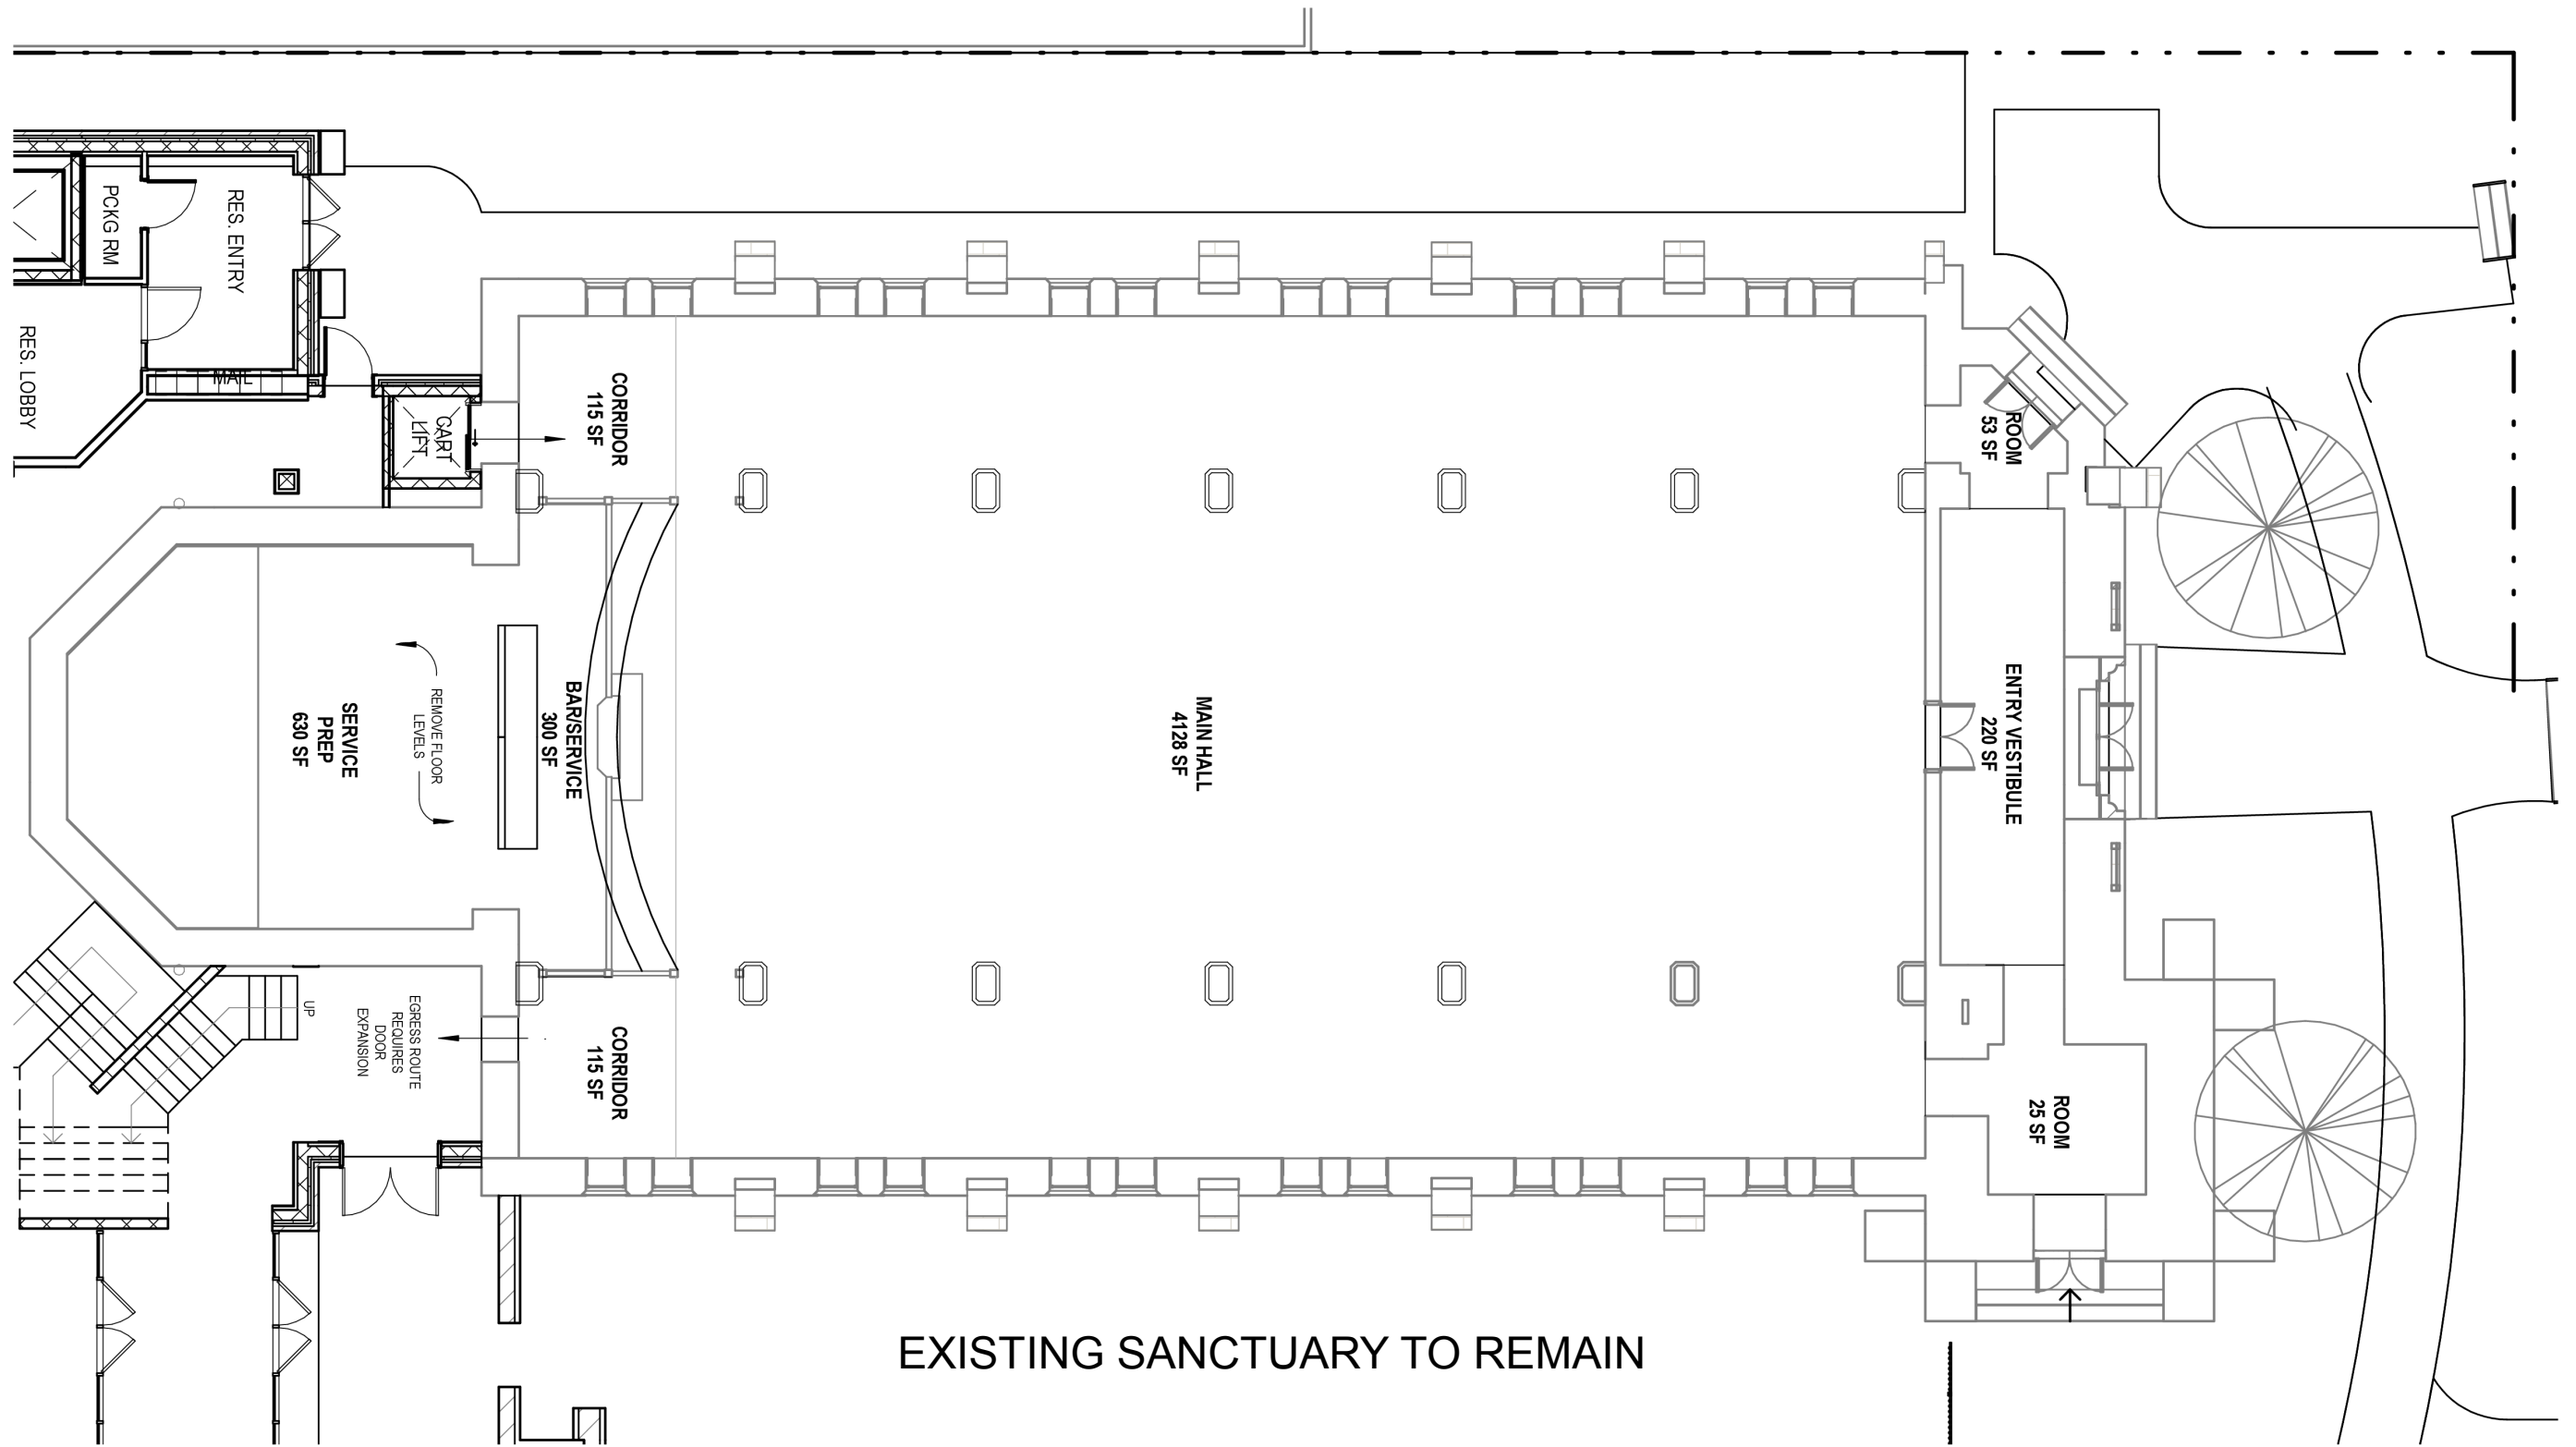 PCKG RM
RES. ENTRY
RES. LOBBY
MAIL
CART
LIFT
CORRIDOR
115 SF
ROOM
53 SF
SERVICE
PREP
630 SF
REMOVE FLOOR
LEVELS
BAR/SERVICE
300 SF
MAIN HALL
4128 SF
ENTRY VESTIBULE
220 SF
UP
EGRESS ROUTE
REQUIRES
DOOR
EXPANSION
CORRIDOR
115 SF
ROOM
25 SF
EXISTING SANCTUARY TO REMAIN